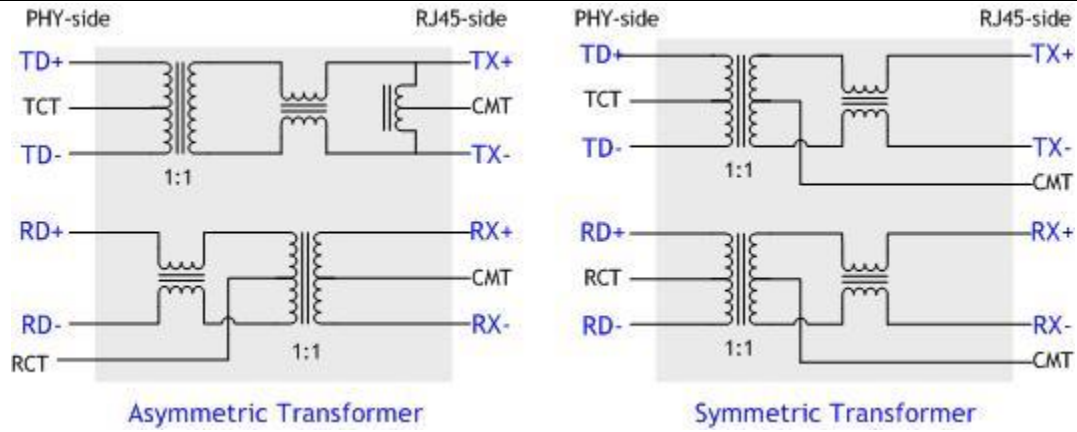 PHY-side RJ45-side
TD+ TX+
TCT CMT
TD- TX-
1:1
RD+ RX+
CMT
RD- RX-
RCT
1:1
Asymmetric Transformer
PHY-side RJ45-side
TD+ TX+
TCT
TD- TX-
1:1
CMT
RD+ RX+
RCT
RD- RX-
1:1
CMT
Symmetric Transformer